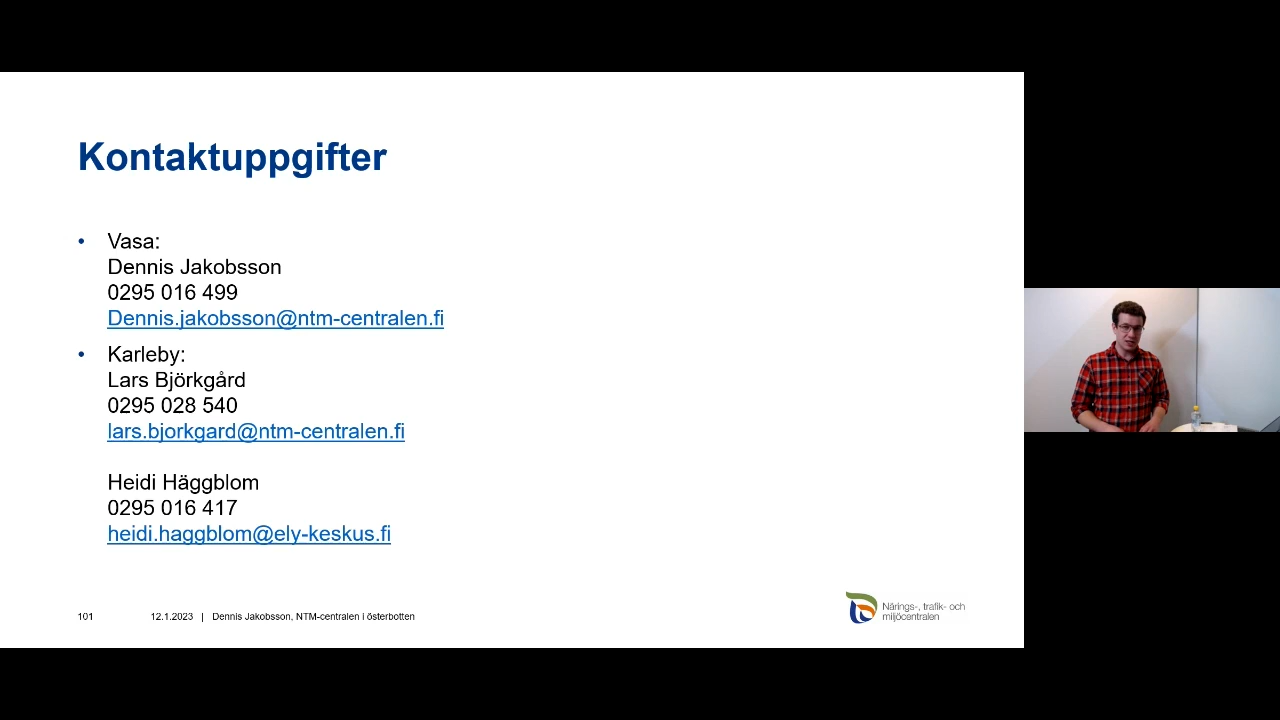 Kontaktuppgifter
• Vasa:
Dennis Jakobsson
0295 016 499
Dennis.jakobsson@ntm-centralen.fi
• Karleby:
Lars Björkgård
0295 028 540
lars.bjorkgard@ntm-centralen.fi
Heidi Häggblom
0295 016 417
heidi.haggblom@ely-keskus.fi
101 12.1.2023 | Dennis Jakobsson, NTM-centralen i österbotten
Närings-, trafik- och
miljöcentralen